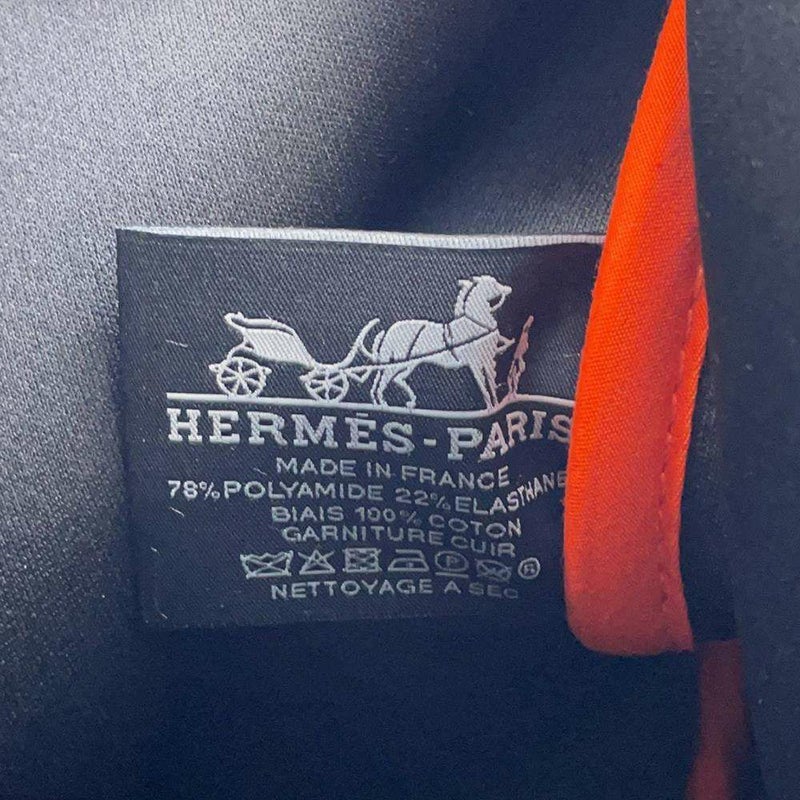 HERMÈS-PARIS
MADE IN FRANCE
78% POLYAMIDE 22% ELASTHANE
BIAIS 100% COTON
GARNITURE CUIR
P ®
NETTOYAGE A SEC